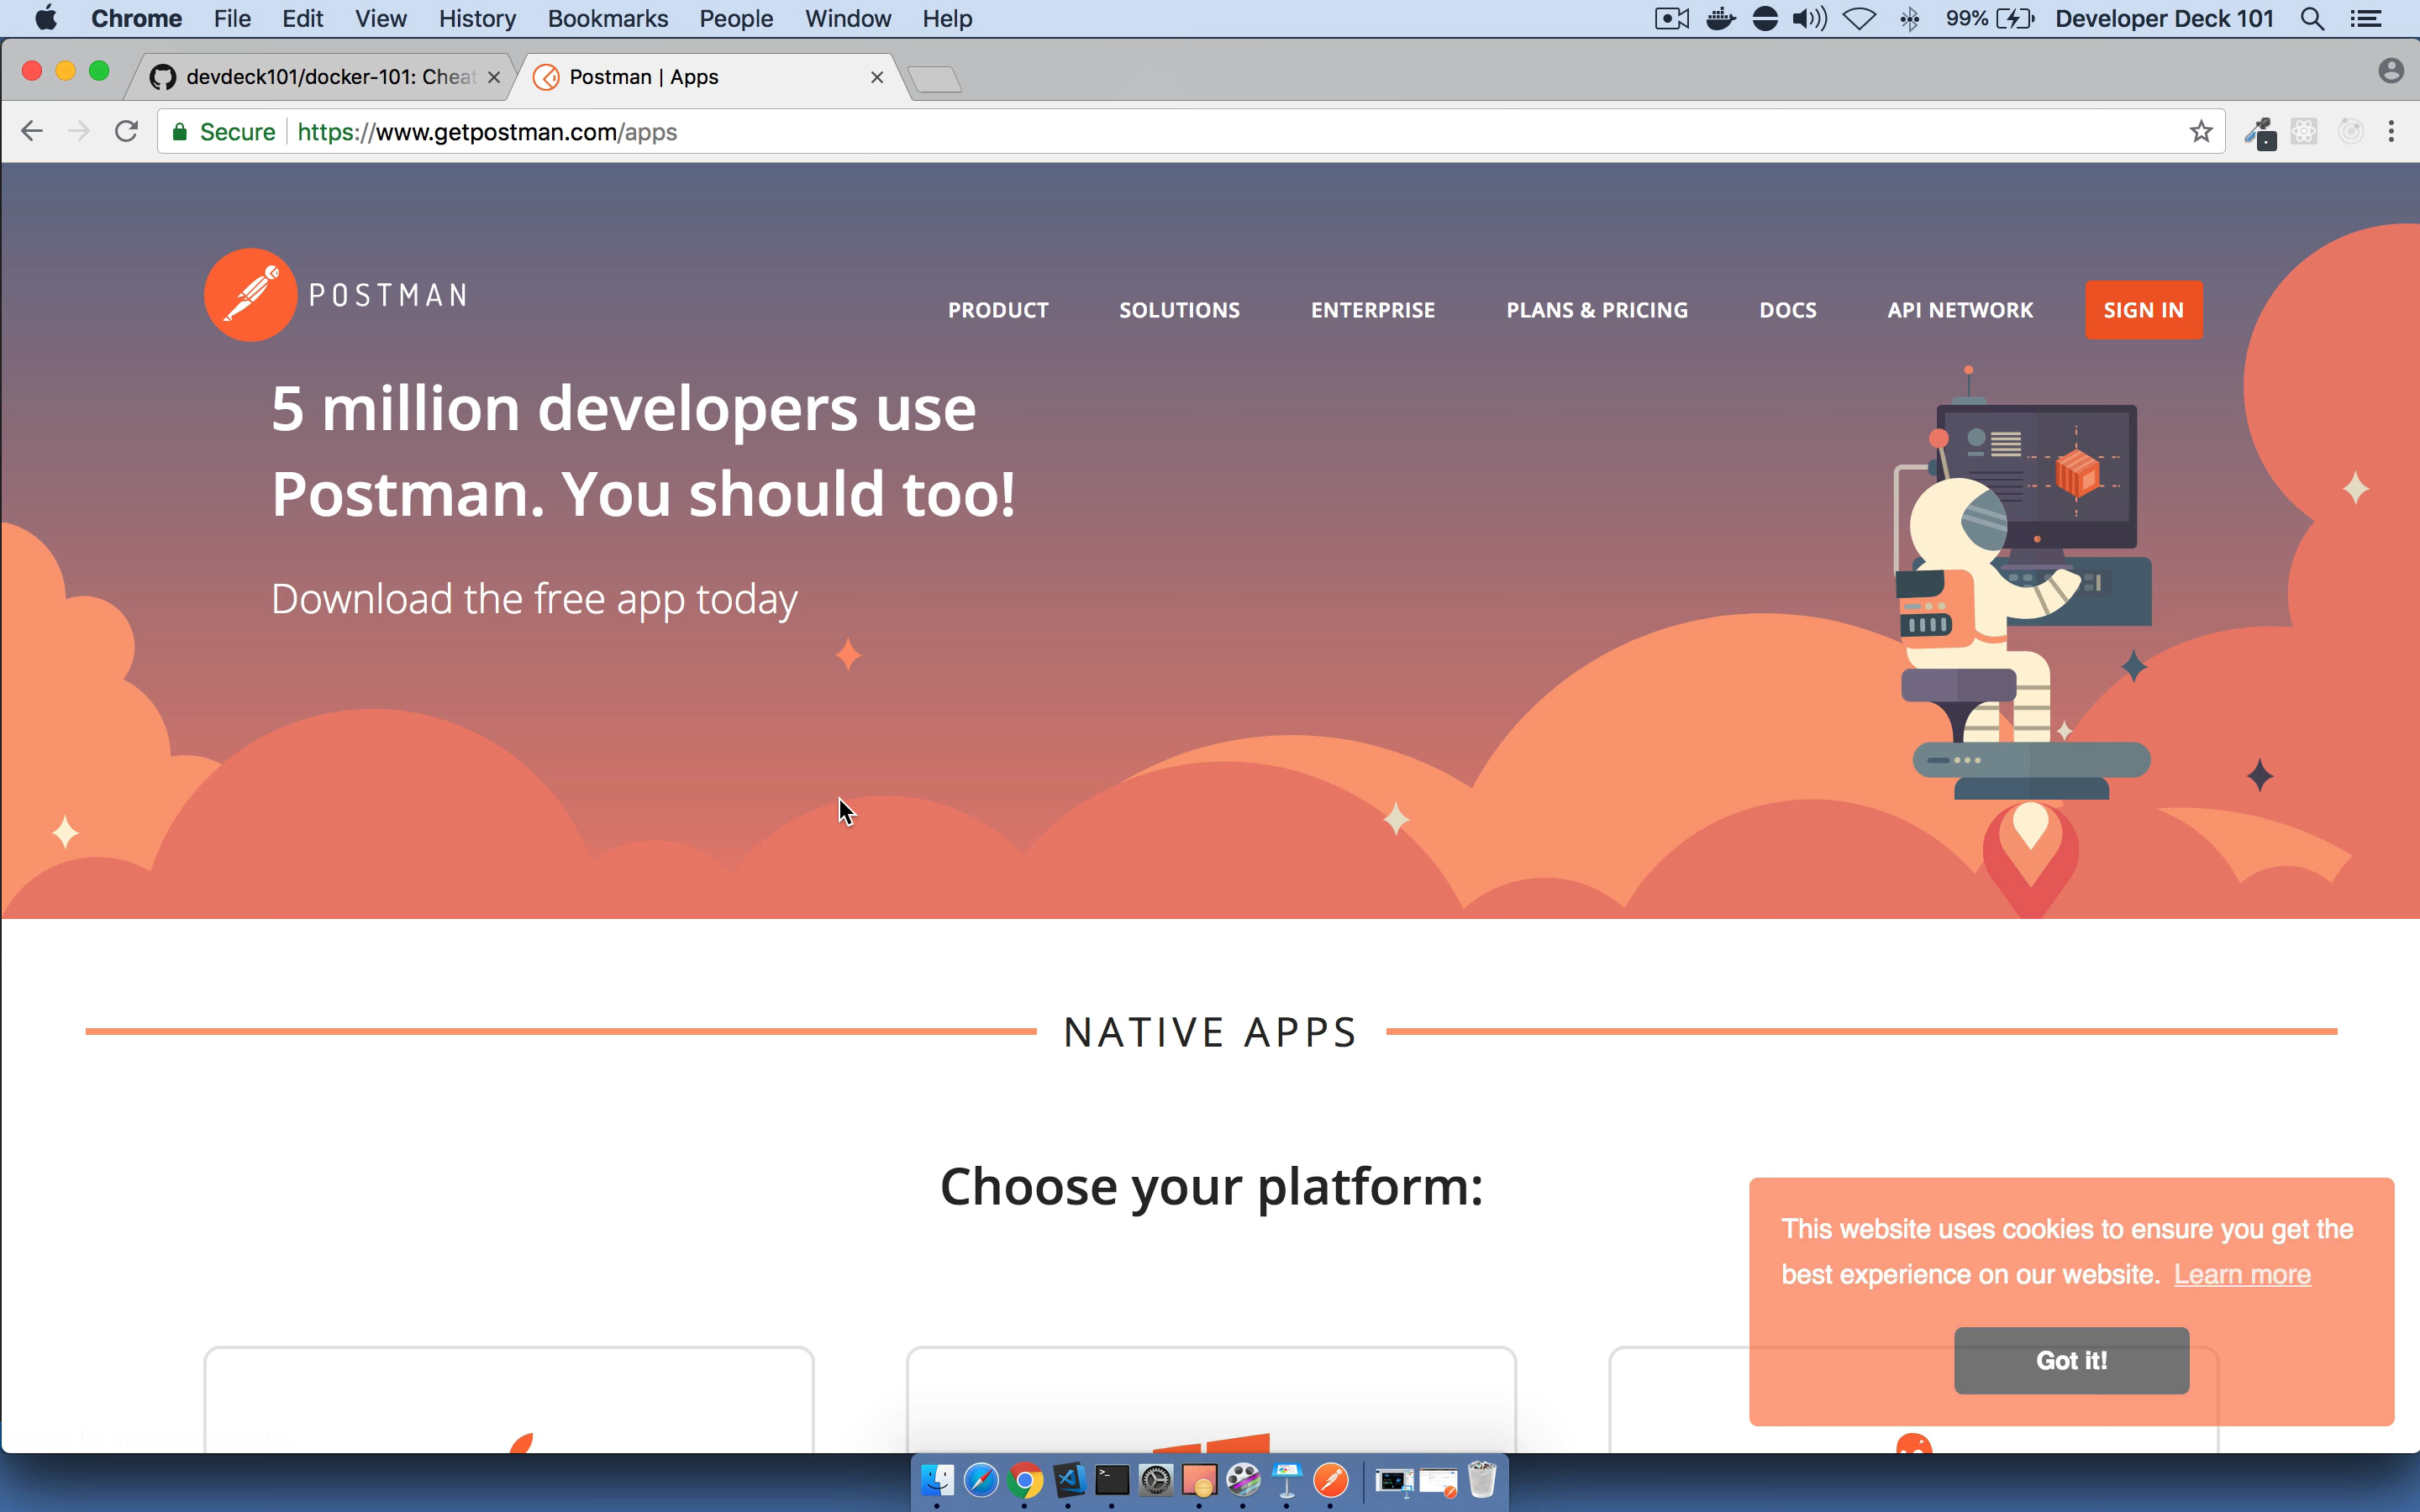 Chrome File Edit View History Bookmarks People Window Help 99% Developer Deck 101
devdeck101/docker-101: Cheat
Postman | Apps
Secure https://www.getpostman.com/apps
POSTMAN
PRODUCT SOLUTIONS ENTERPRISE PLANS & PRICING DOCS API NETWORK SIGN IN
5 million developers use
Postman. You should too!
Download the free app today
NATIVE APPS
Choose your platform:
This website uses cookies to ensure you get the
best experience on our website. Learn more
Got it!